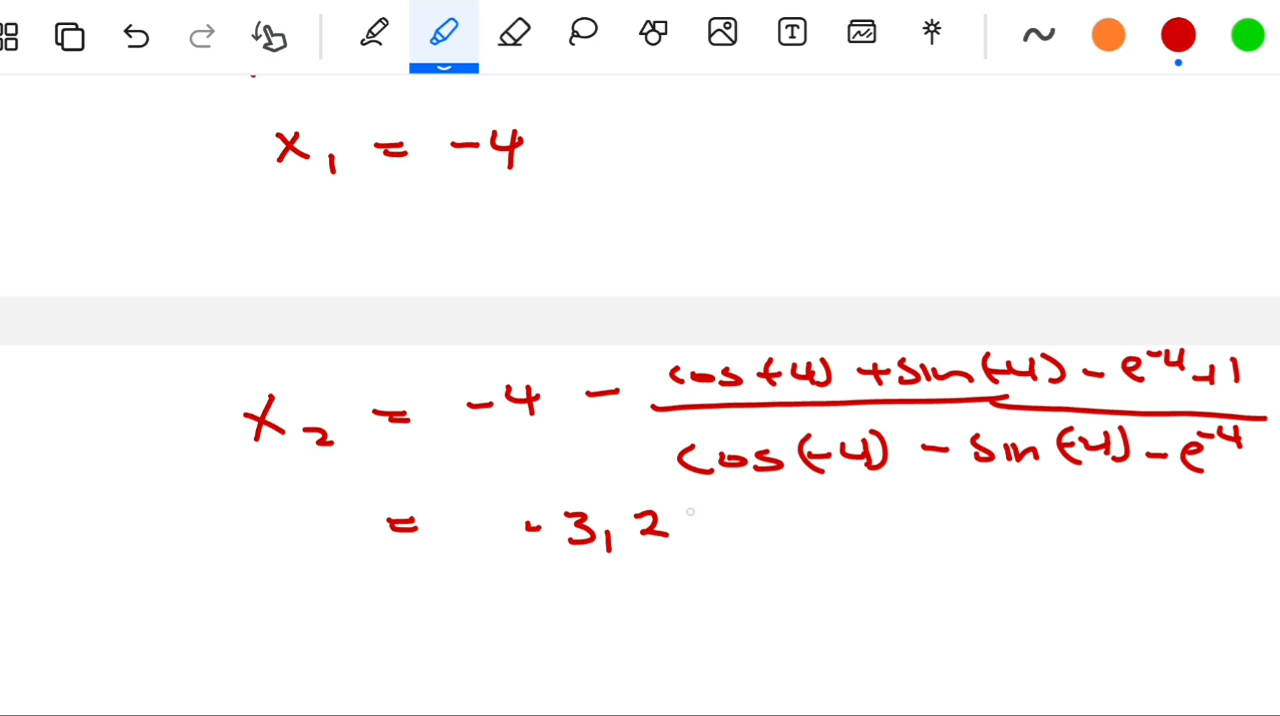 x₁ = -4
x₂ = -4 - (cos(-4) + sin(-4) - e⁻⁴ + 1) / (cos(-4) - sin(-4) - e⁻⁴)
= -3,2